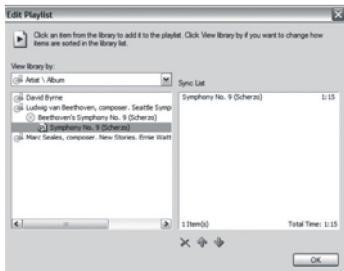 Edit Playlist
Click an item from the library to add it to the playlist. Click View library by if you want to change how
items are sorted in the library list.
View library by:
Artist \ Album
Sync List
David Byrne
Ludwig van Beethoven, composer. Seattle Symp
Beethoven's Symphony No. 9 (Scherzo)
Symphony No. 9 (Scherzo)
Marc Seales, composer. New Stories. Ernie Watt
Symphony No. 9 (Scherzo) 1:15
1 Item(s) Total Time: 1:15
OK